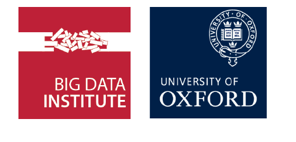 BIG DATA
INSTITUTE
UNIVERSITY OF
OXFORD